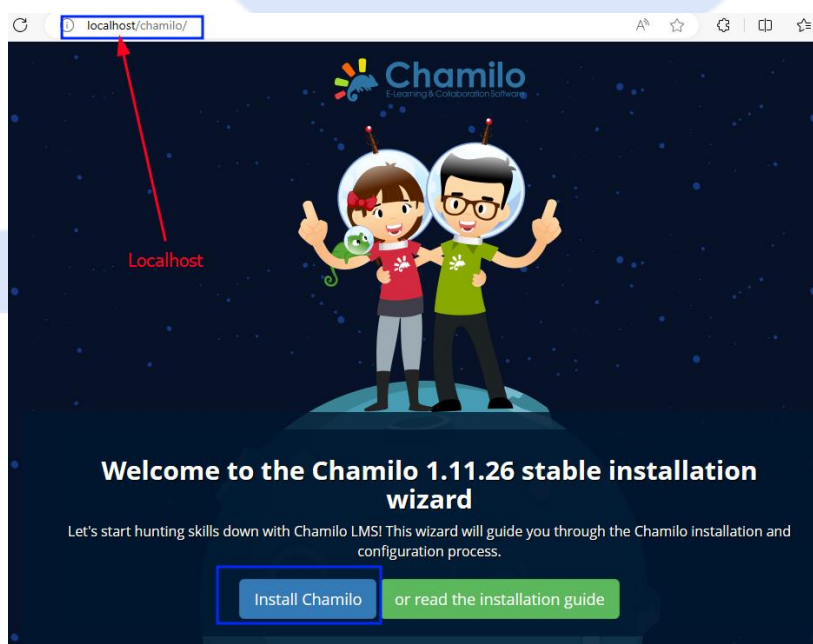 localhost/chamilo/
Chamilo
E-Learning & Collaboration Software
Localhost
Welcome to the Chamilo 1.11.26 stable installation
wizard
Let's start hunting skills down with Chamilo LMS! This wizard will guide you through the Chamilo installation and
configuration process.
Install Chamilo
or read the installation guide